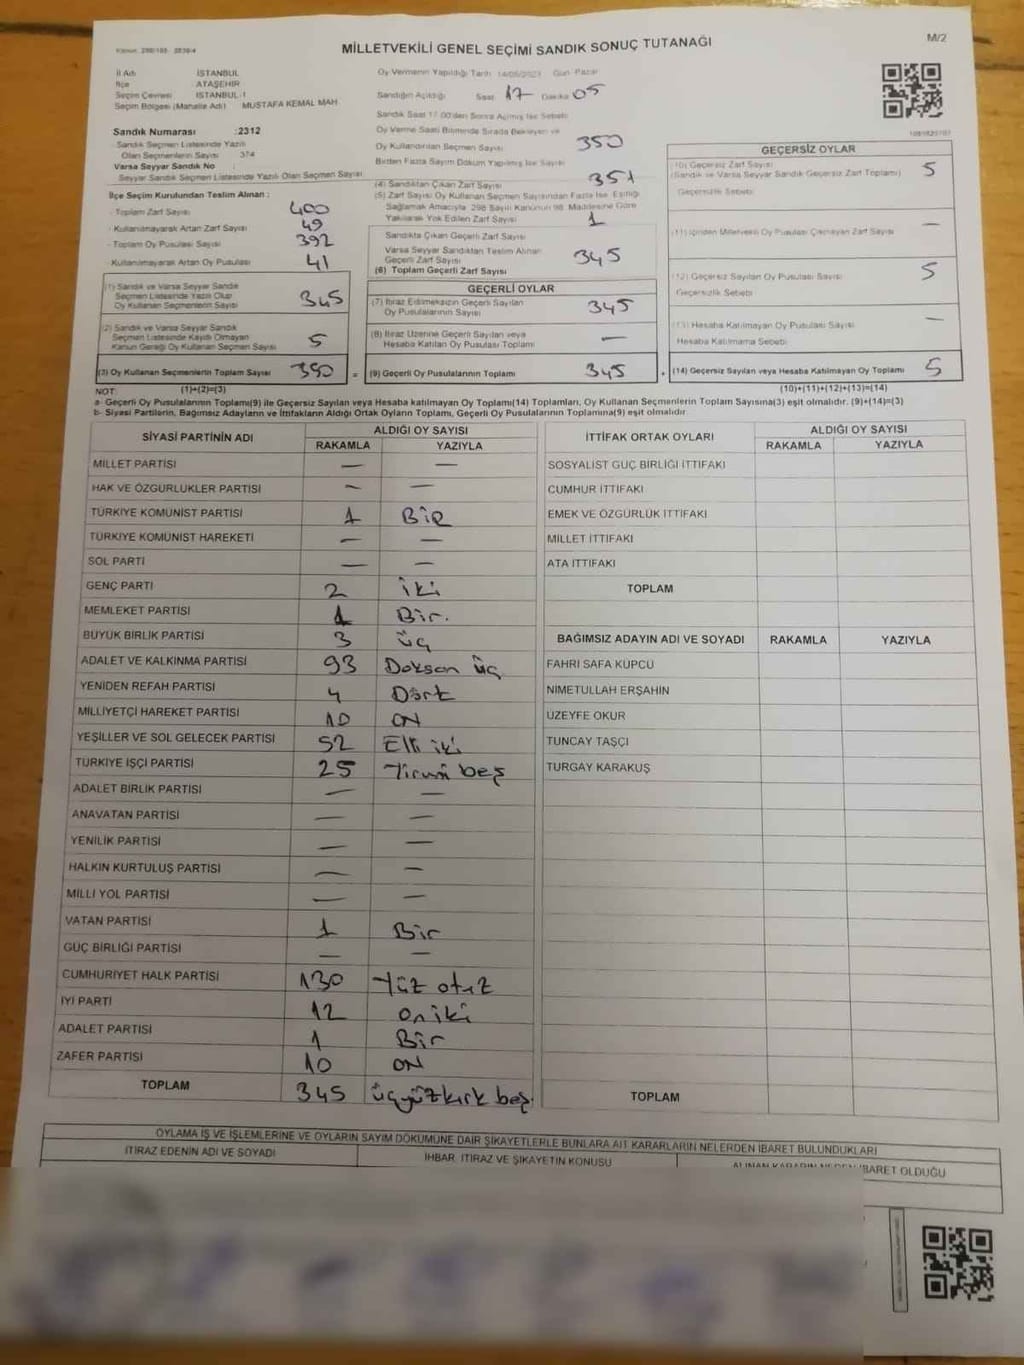 M/2
MİLLETVEKİLİ GENEL SEÇİMİ SANDIK SONUÇ TUTANAĞI
İl Adı İSTANBUL
İlçe ATAŞEHİR
Seçim Çevresi İSTANBUL-1
Seçim Bölgesi (Mahalle Adı) MUSTAFA KEMAL MAH
Sandık Numarası :2312
Sandık Seçmen Listesinde Yazılı
Olan Seçmenlerin Sayısı 374
Varsa Seyyar Sandık No
Seyyar Sandık Seçmen Listesinde Yazılı Olan Seçmen Sayısı
İlçe Seçim Kurulundan Teslim Alınan :
- Toplam Zarf Sayısı 400
- Kullanılmayarak Artan Zarf Sayısı 49
- Toplam Oy Pusulası Sayısı 392
- Kullanılmayarak Artan Oy Pusulası 41
(1) Sandık ve Varsa Seyyar Sandık
Seçmen Listesinde Yazılı Olup
Oy Kullanan Seçmenlerin Sayısı 345
(2) Sandık ve Varsa Seyyar Sandık
Seçmen Listesinde Kayıtlı Olmayan
Kanun Gereği Oy Kullanan Seçmen Sayısı 5
(3) Oy Kullanan Seçmenlerin Toplam Sayısı 350
Oy Vermenin Yapıldığı Tarih 14/05/2023 Gün Pazar
Sandığın Açıldığı Saat 17 Dakika 05
Sandık Saat 17.00'den Sonra Açılmış İse Sebebi
Oy Verme Saati Bitiminde Sırada Bekleyen ve
Oy Kullandırılan Seçmen Sayısı 350
Birden Fazla Sayım Döküm Yapılmış İse Sayısı
(4) Sandıktan Çıkan Zarf Sayısı 351
(5) Zarf Sayısı Oy Kullanan Seçmen Sayısından Fazla İse, Eşitliği
Sağlamak Amacıyla 298 Sayılı Kanunun 98. Maddesine Göre
Yakılarak Yok Edilen Zarf Sayısı 1
Sandıkta Çıkan Geçerli Zarf Sayısı
Varsa Seyyar Sandıktan Teslim Alınan
Geçerli Zarf Sayısı
(6) Toplam Geçerli Zarf Sayısı 345
GEÇERLİ OYLAR
(7) İtiraz Edilmeksizin Geçerli Sayılan
Oy Pusulalarının Sayısı 345
(8) İtiraz Üzerine Geçerli Sayılan veya
Hesaba Katılan Oy Pusulası Toplamı —
= (9) Geçerli Oy Pusulalarının Toplamı 345
GEÇERSİZ OYLAR
(10) Geçersiz Zarf Sayısı
(Sandık ve Varsa Seyyar Sandık Geçersiz Zarf Toplamı) 5
Geçersizlik Sebebi
(11) İçinden Milletvekili Oy Pusulası Çıkmayan Zarf Sayısı —
(12) Geçersiz Sayılan Oy Pusulası Sayısı 5
Geçersizlik Sebebi
(13) Hesaba Katılmayan Oy Pusulası Sayısı —
Hesaba Katılmama Sebebi
+ (14) Geçersiz Sayılan veya Hesaba Katılmayan Oy Toplamı 5
NOT: (1)+(2)=(3) (10)+(11)+(12)+(13)=(14)
a- Geçerli Oy Pusulalarının Toplamı(9) ile Geçersiz Sayılan veya Hesaba katılmayan Oy Toplamı(14) Toplamları, Oy Kullanan Seçmenlerin Toplam Sayısına(3) eşit olmalıdır. (9)+(14)=(3)
b- Siyasi Partilerin, Bağımsız Adayların ve İttifakların Aldığı Ortak Oyların Toplamı, Geçerli Oy Pusulalarının Toplamına(9) eşit olmalıdır.
SİYASİ PARTİNİN ADI ALDIĞI OY SAYISI
RAKAMLA YAZIYLA
MİLLET PARTİSİ — —
HAK VE ÖZGÜRLÜKLER PARTİSİ — —
TÜRKİYE KOMÜNİST PARTİSİ 1 BİR
TÜRKİYE KOMÜNİST HAREKETİ — —
SOL PARTİ — —
GENÇ PARTİ 2 iki
MEMLEKET PARTİSİ 1 Bir.
BÜYÜK BİRLİK PARTİSİ 3 üç
ADALET VE KALKINMA PARTİSİ 93 Doksan üç
YENİDEN REFAH PARTİSİ 4 Dört
MİLLİYETÇİ HAREKET PARTİSİ 10 ON
YEŞİLLER VE SOL GELECEK PARTİSİ 52 Elli iki
TÜRKİYE İŞÇİ PARTİSİ 25 Yirmi beş
ADALET BİRLİK PARTİSİ — —
ANAVATAN PARTİSİ — —
YENİLİK PARTİSİ — —
HALKIN KURTULUŞ PARTİSİ — —
MİLLİ YOL PARTİSİ — —
VATAN PARTİSİ 1 Bir
GÜÇ BİRLİĞİ PARTİSİ — —
CUMHURİYET HALK PARTİSİ 130 Yüz otuz
İYİ PARTİ 12 on iki
ADALET PARTİSİ 1 Bir
ZAFER PARTİSİ 10 ON
TOPLAM 345 üçyüzkırk beş
İTTİFAK ORTAK OYLARI ALDIĞI OY SAYISI
RAKAMLA YAZIYLA
SOSYALİST GÜÇ BİRLİĞİ İTTİFAKI
CUMHUR İTTİFAKI
EMEK VE ÖZGÜRLÜK İTTİFAKI
MİLLET İTTİFAKI
ATA İTTİFAKI
TOPLAM
BAĞIMSIZ ADAYIN ADI VE SOYADI RAKAMLA YAZIYLA
FAHRİ SAFA KÜPCÜ
NİMETULLAH ERŞAHİN
UZEYFE OKUR
TUNCAY TAŞÇI
TURGAY KARAKUŞ
TOPLAM
OYLAMA İŞ VE İŞLEMLERİNE VE OYLARIN SAYIM DÖKÜMÜNE DAİR ŞİKAYETLERLE BUNLARA AİT KARARLARIN NELERDEN İBARET BULUNDUKLARI
İTİRAZ EDENİN ADI VE SOYADI İHBAR, İTİRAZ VE ŞİKAYETİN KONUSU ALINAN KARARIN NEDEN İBARET OLDUĞU